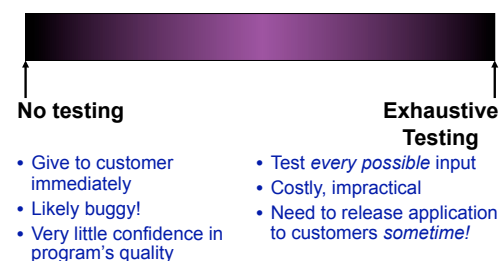 No testing
• Give to customer
immediately
• Likely buggy!
• Very little confidence in
program's quality
Exhaustive
Testing
• Test every possible input
• Costly, impractical
• Need to release application
to customers sometime!